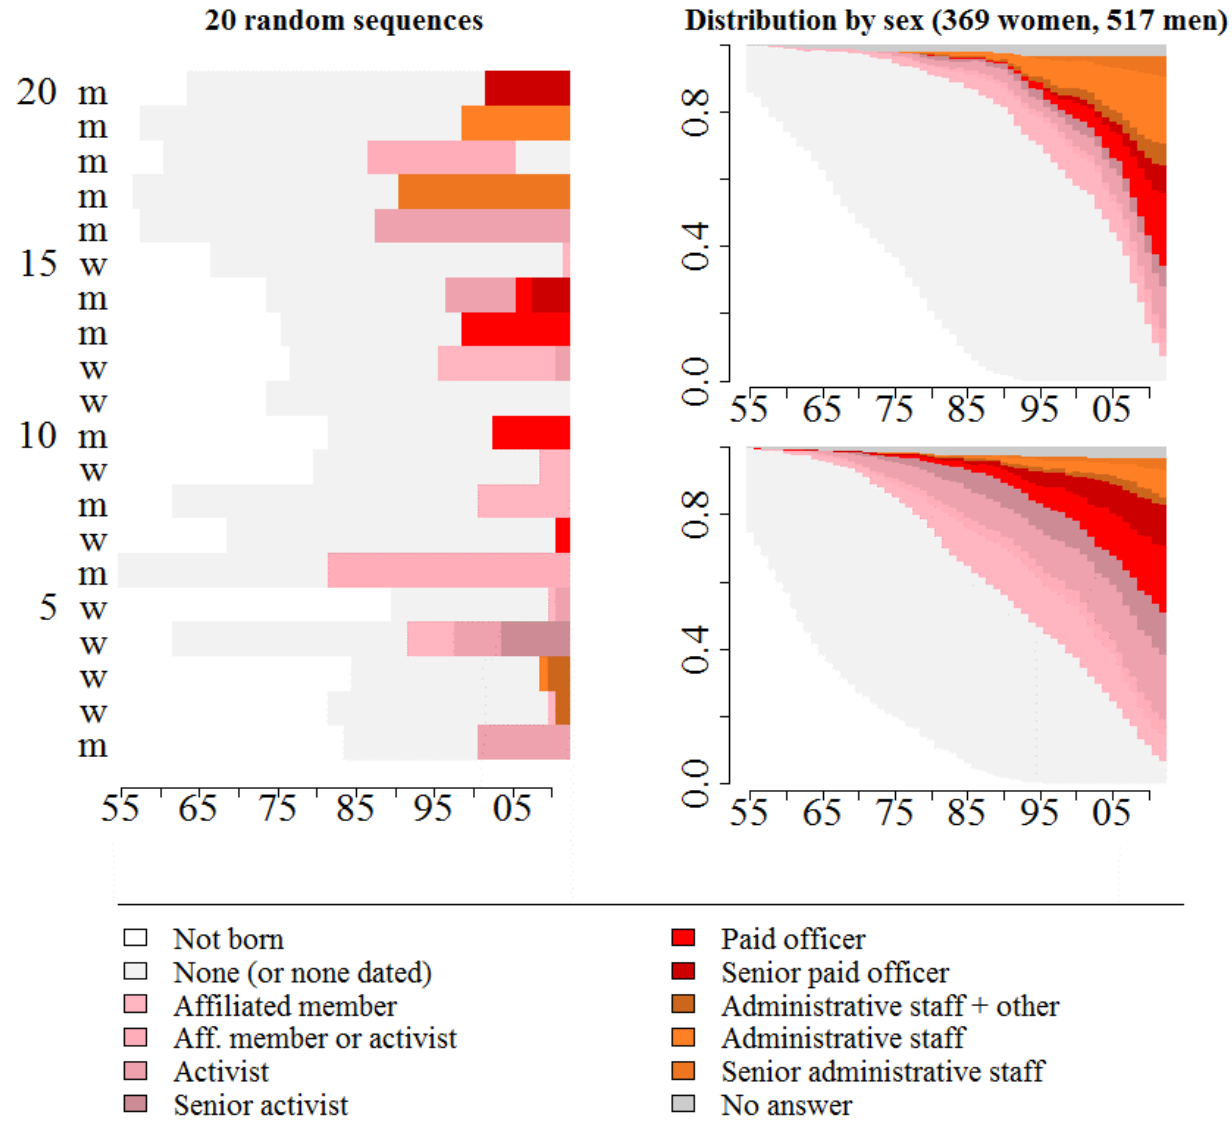 20 random sequences
Distribution by sex (369 women, 517 men)
20 m
m
m
m
m
15 w
m
m
w
w
10 m
w
m
w
m
5 w
w
w
w
m
55 65 75 85 95 05
0.8
0.4
0.0
55 65 75 85 95 05
0.8
0.4
0.0
55 65 75 85 95 05
Not born
None (or none dated)
Affiliated member
Aff. member or activist
Activist
Senior activist
Paid officer
Senior paid officer
Administrative staff + other
Administrative staff
Senior administrative staff
No answer